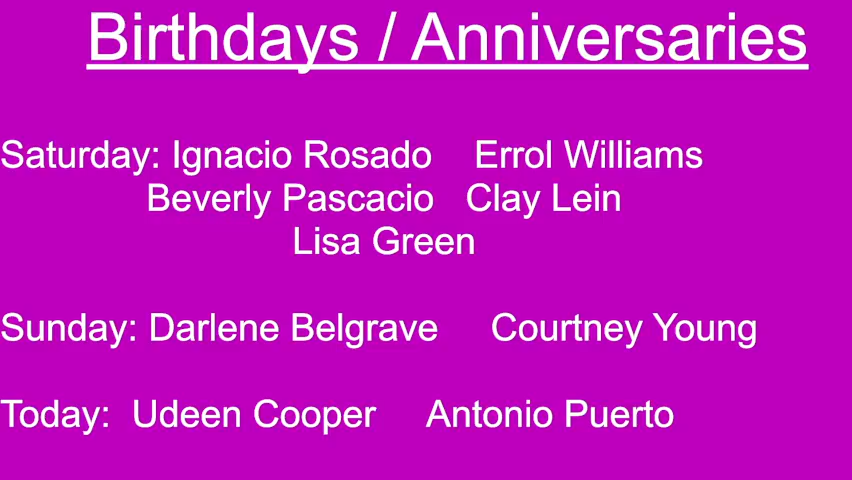 Birthdays / Anniversaries
Saturday: Ignacio Rosado Errol Williams
Beverly Pascacio Clay Lein
Lisa Green
Sunday: Darlene Belgrave Courtney Young
Today: Udeen Cooper Antonio Puerto